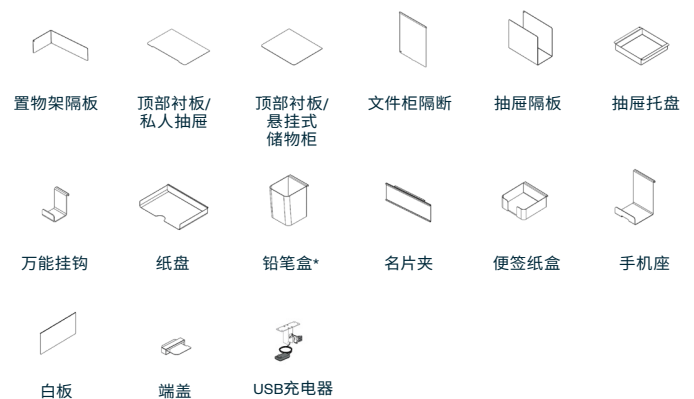 置物架隔板
顶部衬板/
私人抽屉
顶部衬板/
悬挂式
储物柜
文件柜隔断
抽屉隔板
抽屉托盘
万能挂钩
纸盘
铅笔盒*
名片夹
便签纸盒
手机座
白板
端盖
USB充电器